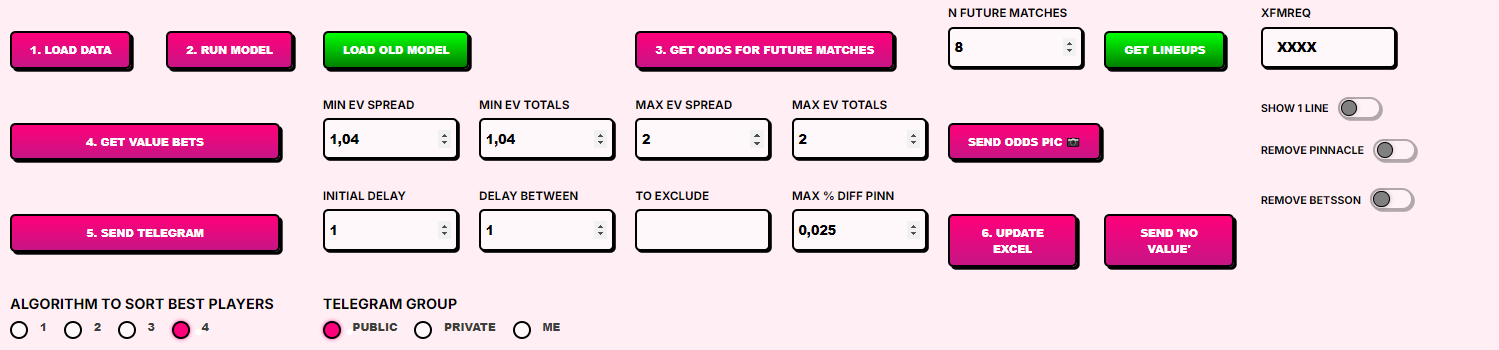 N FUTURE MATCHES
XFMREQ
1. LOAD DATA
2. RUN MODEL
LOAD OLD MODEL
3. GET ODDS FOR FUTURE MATCHES
8
GET LINEUPS
XXXX
MIN EV SPREAD
MIN EV TOTALS
MAX EV SPREAD
MAX EV TOTALS
SHOW 1 LINE
4. GET VALUE BETS
1,04
1,04
2
2
SEND ODDS PIC 📷
REMOVE PINNACLE
INITIAL DELAY
DELAY BETWEEN
TO EXCLUDE
MAX % DIFF PINN
REMOVE BETSSON
5. SEND TELEGRAM
1
1
0,025
6. UPDATE
EXCEL
SEND 'NO
VALUE'
ALGORITHM TO SORT BEST PLAYERS
TELEGRAM GROUP
1
2
3
4
PUBLIC
PRIVATE
ME